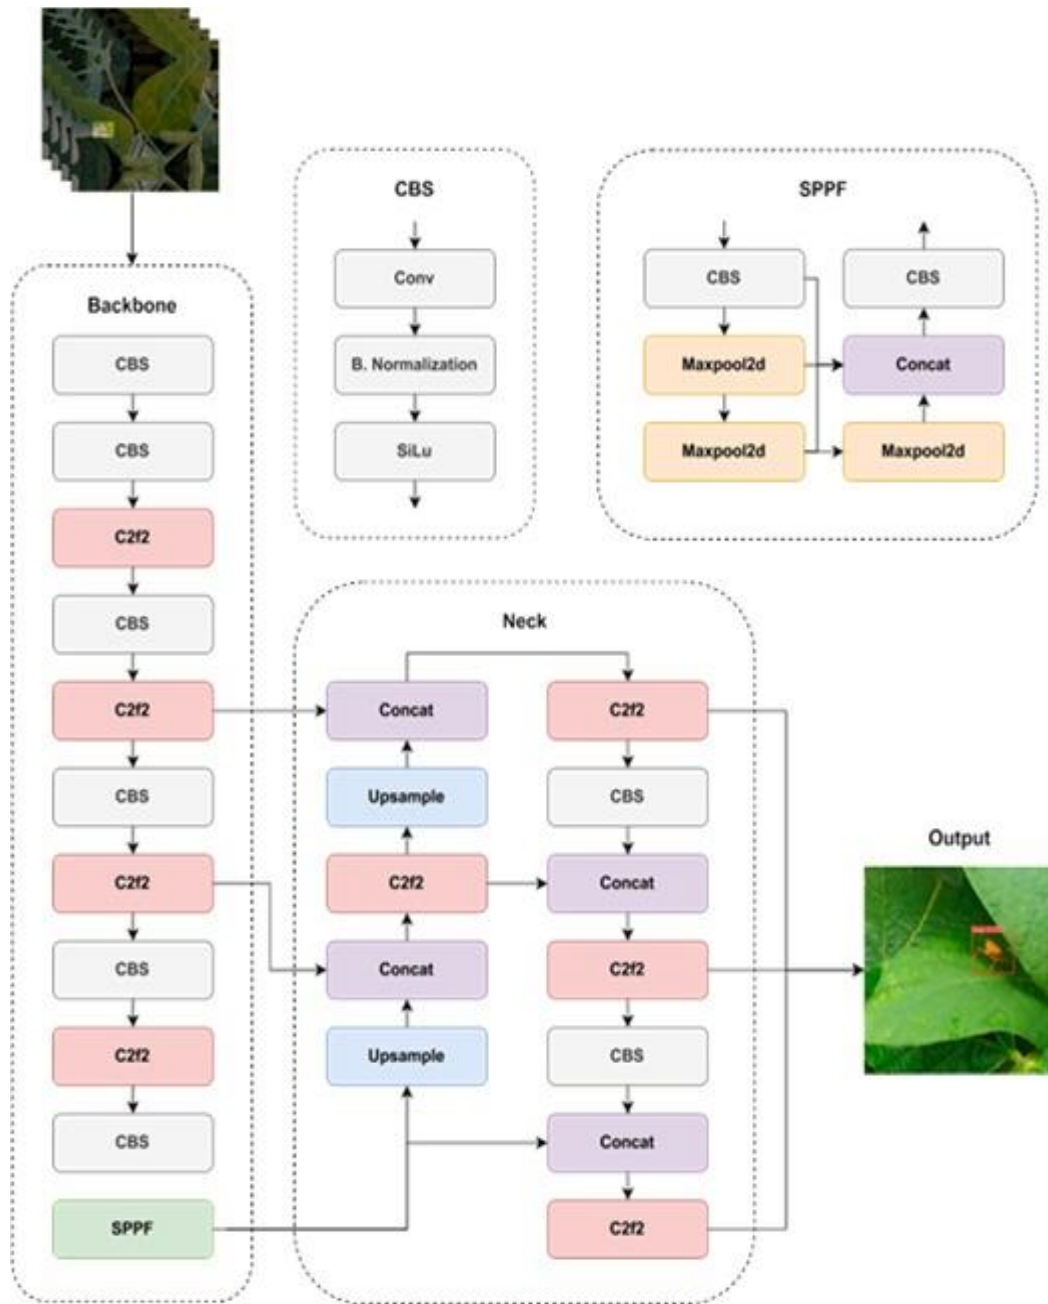 CBS
Conv
B. Normalization
SiLu
SPPF
CBS
Maxpool2d
Maxpool2d
CBS
Concat
Maxpool2d
Backbone
CBS
CBS
C2f2
CBS
C2f2
CBS
C2f2
CBS
C2f2
CBS
SPPF
Neck
Concat
Upsample
C2f2
Concat
Upsample
C2f2
CBS
Concat
C2f2
CBS
Concat
C2f2
Output